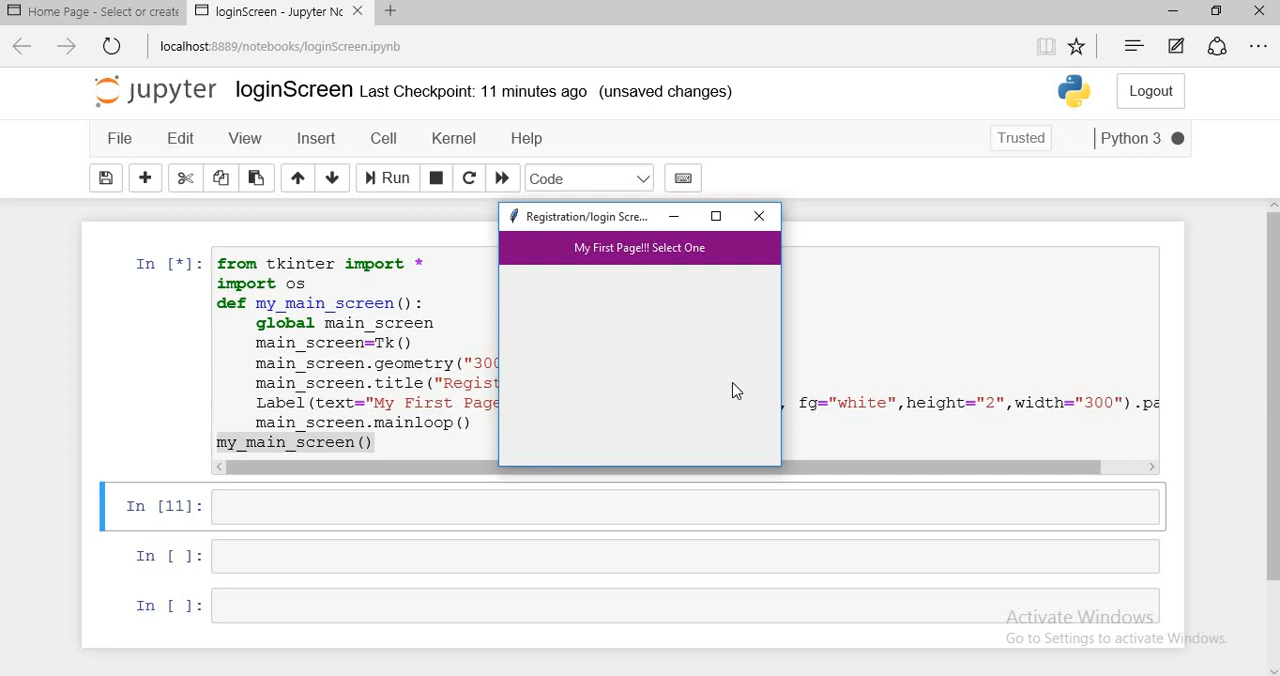 Home Page - Select or create
loginScreen - Jupyter Nc
localhost:8889/notebooks/loginScreen.ipynb
jupyter loginScreen Last Checkpoint: 11 minutes ago (unsaved changes)
Logout
File Edit View Insert Cell Kernel Help
Trusted
Python 3
Run
Code
Registration/login Scre...
My First Page!!! Select One
In [*]:
from tkinter import *
import os
def my_main_screen():
    global main_screen
    main_screen=Tk()
    main_screen.geometry("300
    main_screen.title("Regist
    Label(text="My First Page , fg="white",height="2",width="300").pa
    main_screen.mainloop()
my_main_screen()
In [11]:
In [ ]:
In [ ]:
Activate Windows
Go to Settings to activate Windows.